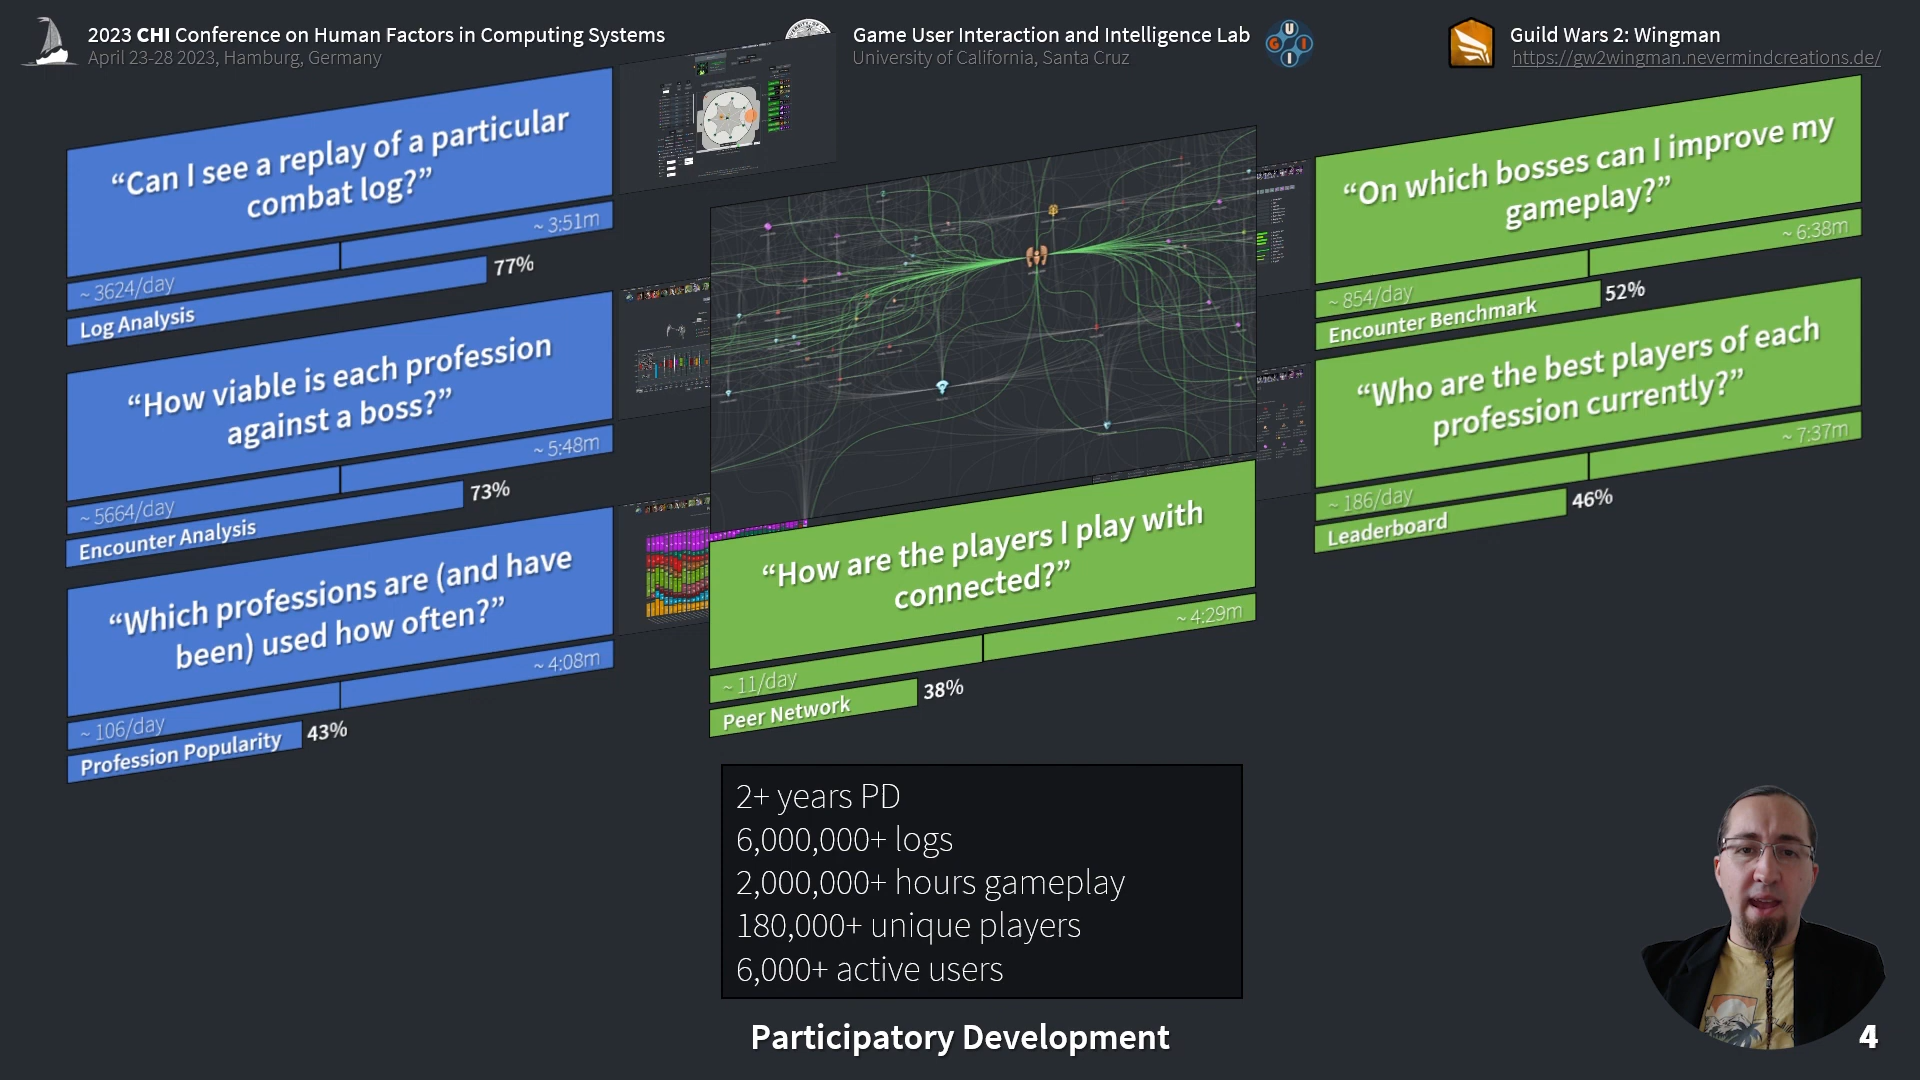 2023 CHI Conference on Human Factors in Computing Systems
April 23-28 2023, Hamburg, Germany
Game User Interaction and Intelligence Lab
University of California, Santa Cruz
GUII
Guild Wars 2: Wingman
https://gw2wingman.nevermindcreations.de/
“Can I see a replay of a particular
combat log?”
~ 3624/day
~ 3:51m
Log Analysis
77%
“How viable is each profession
against a boss?”
~ 5664/day
~ 5:48m
Encounter Analysis
73%
“Which professions are (and have
been) used how often?”
~ 106/day
~ 4:08m
Profession Popularity
43%
“How are the players I play with
connected?”
~ 11/day
~ 4:29m
Peer Network
38%
“On which bosses can I improve my
gameplay?”
~ 854/day
~ 6:38m
Encounter Benchmark
52%
“Who are the best players of each
profession currently?”
~ 186/day
~ 7:37m
Leaderboard
46%
2+ years PD
6,000,000+ logs
2,000,000+ hours gameplay
180,000+ unique players
6,000+ active users
Participatory Development
4